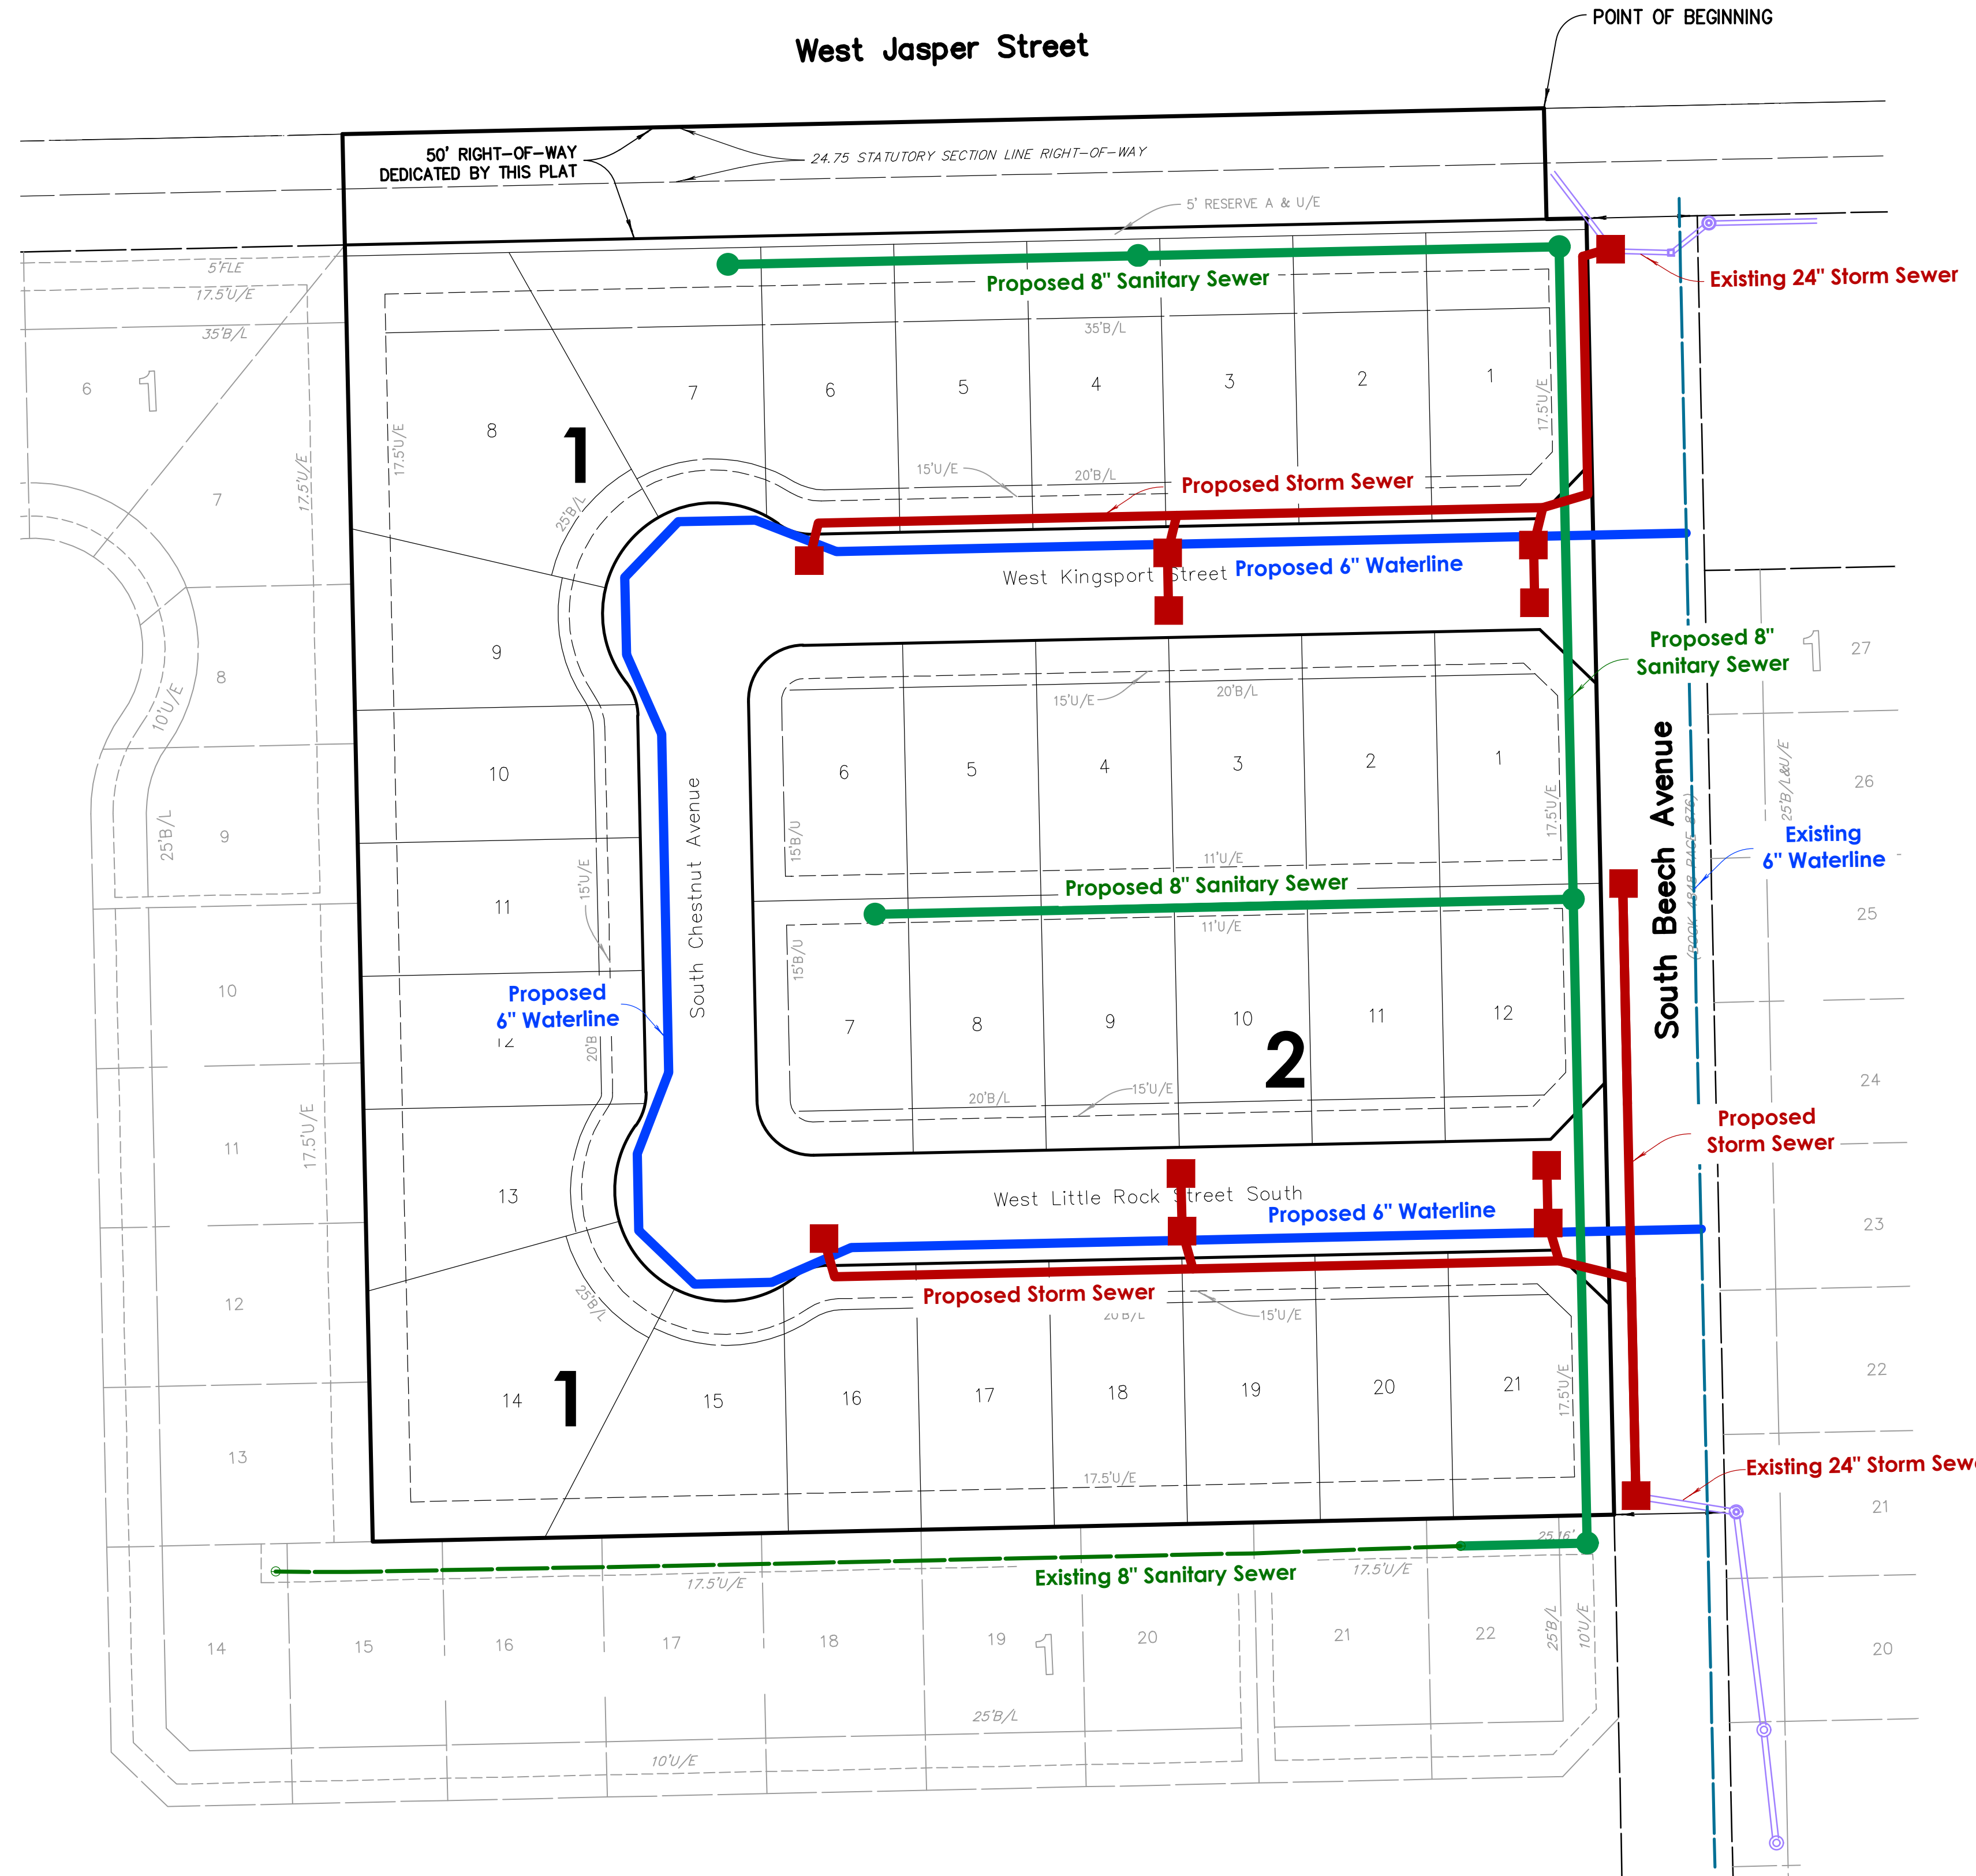 POINT OF BEGINNING
West Jasper Street
50' RIGHT-OF-WAY
DEDICATED BY THIS PLAT
24.75 STATUTORY SECTION LINE RIGHT-OF-WAY
5' RESERVE A & U/E
5'FLE
17.5'U/E
35'B/L
Proposed 8" Sanitary Sewer
Existing 24" Storm Sewer
35'B/L
6
1
7
17.5'U/E
17.5'U/E
8
1
7
6
5
4
3
2
1
17.5'U/E
25'B/L
15'U/E
20'B/L
Proposed Storm Sewer
West Kingsport Street
Proposed 6" Waterline
8
10'U/E
9
25'B/L
9
10
11
Proposed 8"
Sanitary Sewer
1
27
26
25'B/L&U/E
25
15'U/E
20'B/L
6
5
4
3
2
1
15'B/U
17.5'U/E
11'U/E
South Chestnut Avenue
South Beech Avenue
(BOOK 4848 PAGE 876)
Existing
6" Waterline
15'U/E
Proposed 8" Sanitary Sewer
11'U/E
15'B/U
10
Proposed
6" Waterline
12
20'B
7
8
9
10
11
12
2
20'B/L
15'U/E
24
Proposed
Storm Sewer
11
17.5'U/E
13
West Little Rock Street South
Proposed 6" Waterline
23
12
25'B/L
Proposed Storm Sewer
20'B/L
15'U/E
22
13
14
1
15
16
17
18
19
20
21
17.5'U/E
17.5'U/E
Existing 24" Storm Sew
21
25.16'
17.5'U/E
Existing 8" Sanitary Sewer
17.5'U/E
14
15
16
17
18
19
1
20
21
22
25'B/L
10'U/E
20
25'B/L
10'U/E